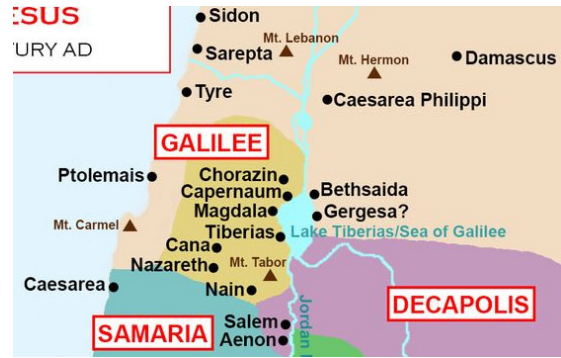 ESUS
URY AD
Sidon
Mt. Lebanon
Sarepta
Mt. Hermon
Damascus
Tyre
Caesarea Philippi
GALILEE
Ptolemais
Chorazin
Capernaum
Bethsaida
Magdala
Gergesa?
Mt. Carmel
Tiberias
Lake Tiberias/Sea of Galilee
Cana
Nazareth
Mt. Tabor
Caesarea
Nain
DECAPOLIS
SAMARIA
Salem
Aenon
Jordan